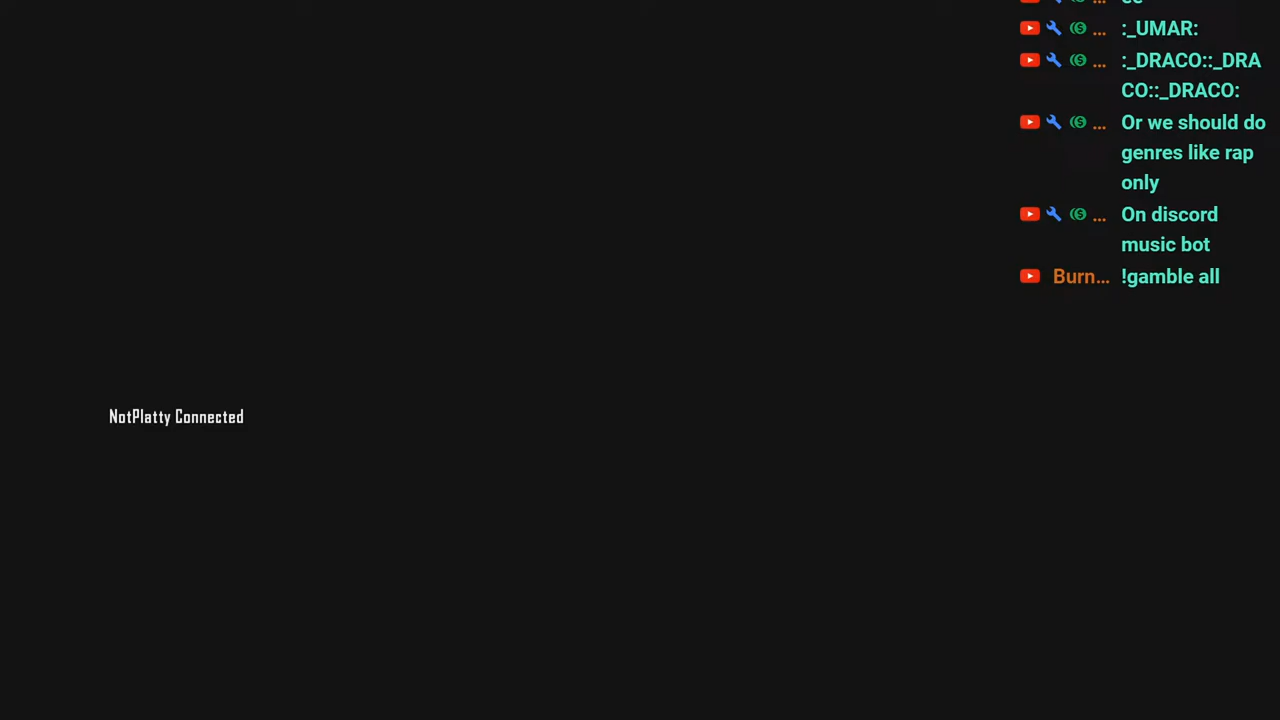 :_UMAR:
... :_DRACO::_DRA
CO::_DRACO:
... Or we should do
genres like rap
only
... On discord
music bot
Burn... !gamble all
NotPlatty Connected